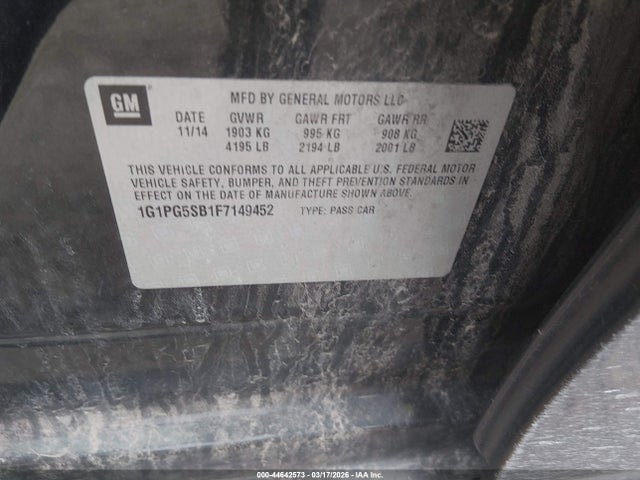 GM
MFD BY GENERAL MOTORS LLC
DATE GVWR GAWR FRT GAWR RR
11/14 1903 KG 995 KG 908 KG
4195 LB 2194 LB 2001 LB
THIS VEHICLE CONFORMS TO ALL APPLICABLE U.S. FEDERAL MOTOR
VEHICLE SAFETY, BUMPER, AND THEFT PREVENTION STANDARDS IN
EFFECT ON THE DATE OF MANUFACTURE SHOWN ABOVE.
1G1PG5SB1F7149452 TYPE: PASS CAR
000-44642573 - 03/17/2026 - IAA Inc.